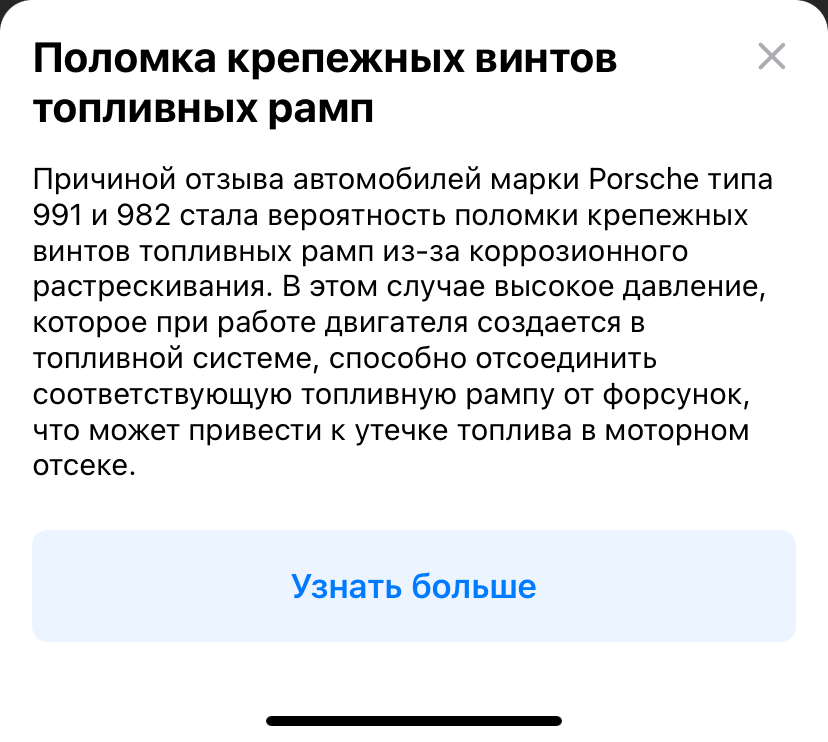 Поломка крепежных винтов
топливных рамп
Причиной отзыва автомобилей марки Porsche типа
991 и 982 стала вероятность поломки крепежных
винтов топливных рамп из-за коррозионного
растрескивания. В этом случае высокое давление,
которое при работе двигателя создается в
топливной системе, способно отсоединить
соответствующую топливную рампу от форсунок,
что может привести к утечке топлива в моторном
отсеке.
Узнать больше